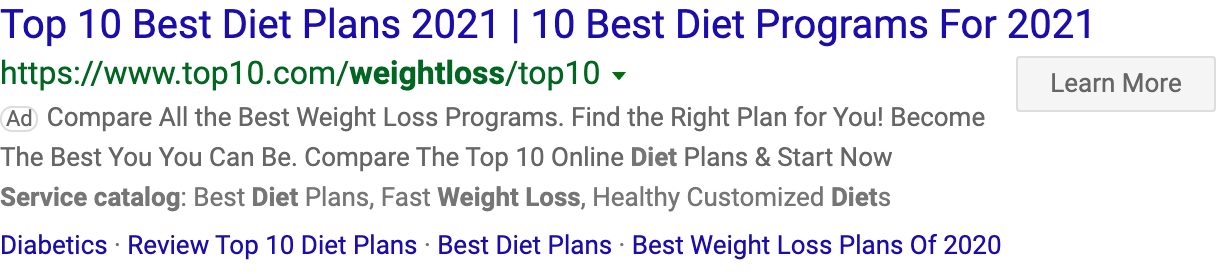 Top 10 Best Diet Plans 2021 | 10 Best Diet Programs For 2021
https://www.top10.com/weightloss/top10
Learn More
Ad Compare All the Best Weight Loss Programs. Find the Right Plan for You! Become
The Best You You Can Be. Compare The Top 10 Online Diet Plans & Start Now
Service catalog: Best Diet Plans, Fast Weight Loss, Healthy Customized Diets
Diabetics · Review Top 10 Diet Plans · Best Diet Plans · Best Weight Loss Plans Of 2020